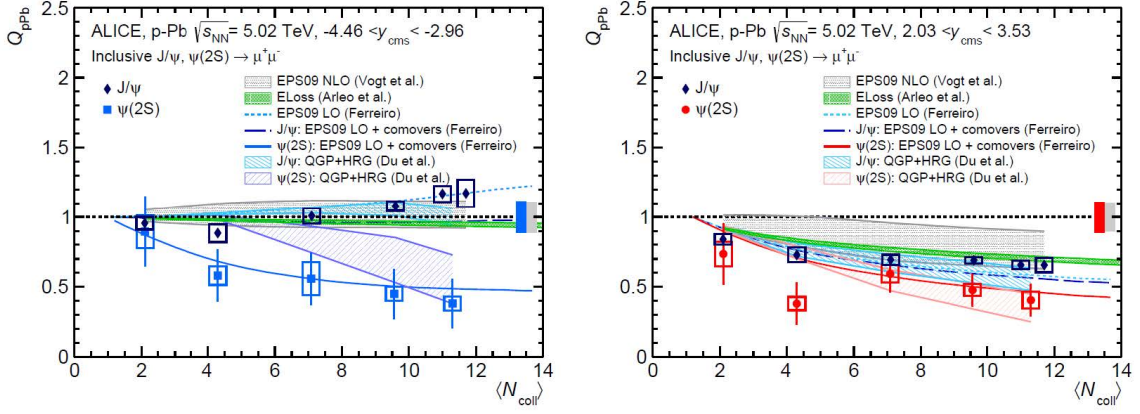 Q_pPb
ALICE, p-Pb √s_NN = 5.02 TeV, -4.46 <y_cms< -2.96
Inclusive J/ψ, ψ(2S) → μ⁺μ⁻
J/ψ
ψ(2S)
EPS09 NLO (Vogt et al.)
ELoss (Arleo et al.)
EPS09 LO (Ferreiro)
J/ψ: EPS09 LO + comovers (Ferreiro)
ψ(2S): EPS09 LO + comovers (Ferreiro)
J/ψ: QGP+HRG (Du et al.)
ψ(2S): QGP+HRG (Du et al.)
2.5
2
1.5
1
0.5
0
0 2 4 6 8 10 12 14
⟨N_coll⟩
Q_pPb
ALICE, p-Pb √s_NN = 5.02 TeV, 2.03 <y_cms< 3.53
Inclusive J/ψ, ψ(2S) → μ⁺μ⁻
J/ψ
ψ(2S)
EPS09 NLO (Vogt et al.)
ELoss (Arleo et al.)
EPS09 LO (Ferreiro)
J/ψ: EPS09 LO + comovers (Ferreiro)
ψ(2S): EPS09 LO + comovers (Ferreiro)
J/ψ: QGP+HRG (Du et al.)
ψ(2S): QGP+HRG (Du et al.)
2.5
2
1.5
1
0.5
0
0 2 4 6 8 10 12 14
⟨N_coll⟩